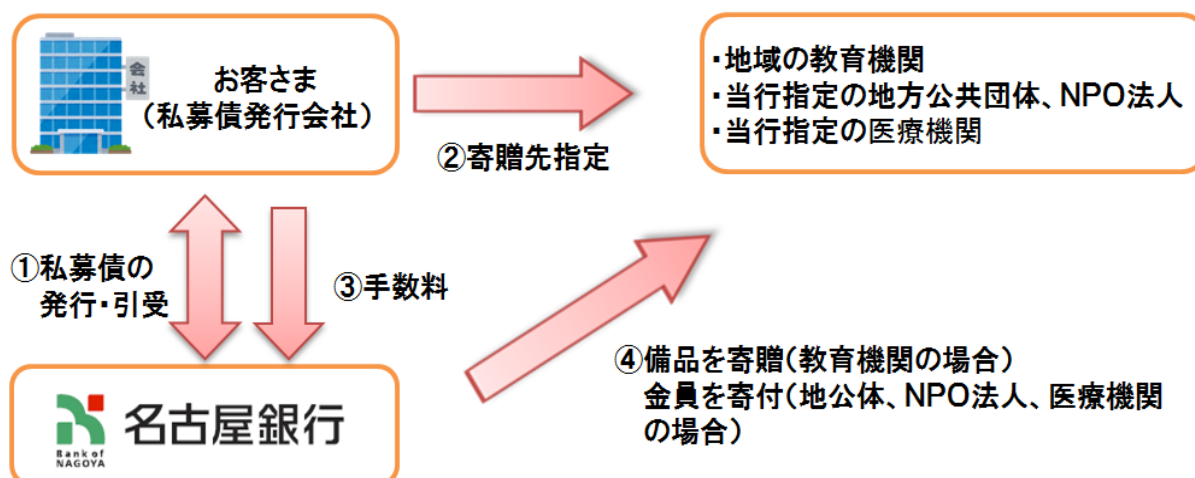 会
社
お客さま
(私募債発行会社)
・地域の教育機関
・当行指定の地方公共団体、NPO法人
・当行指定の医療機関
②寄贈先指定
①私募債の
発行・引受
③手数料
④備品を寄贈(教育機関の場合)
金員を寄付(地公体、NPO法人、医療機関
の場合)
名古屋銀行
Bank of
NAGOYA